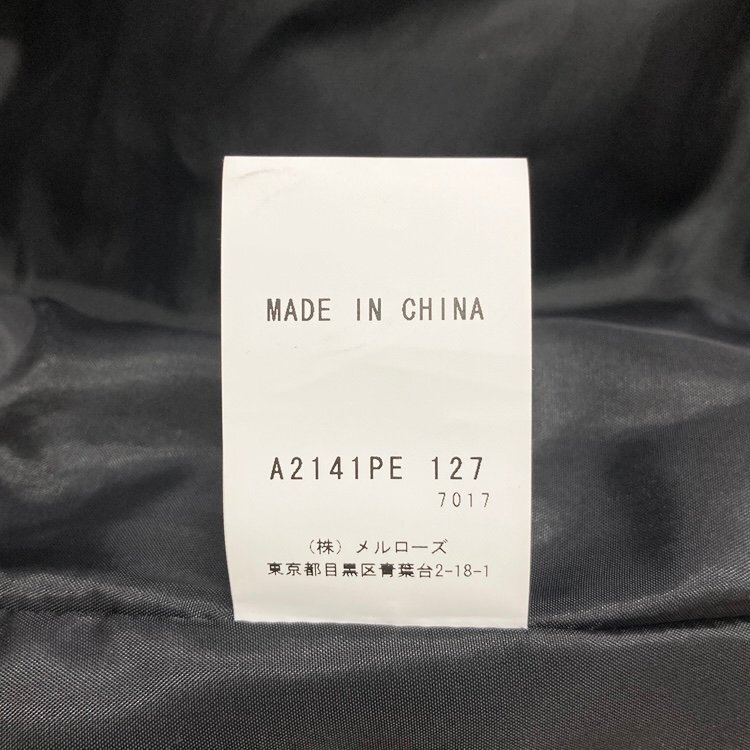 MADE IN CHINA
A2141PE 127
7017
(株) メルローズ
東京都目黒区青葉台2-18-1